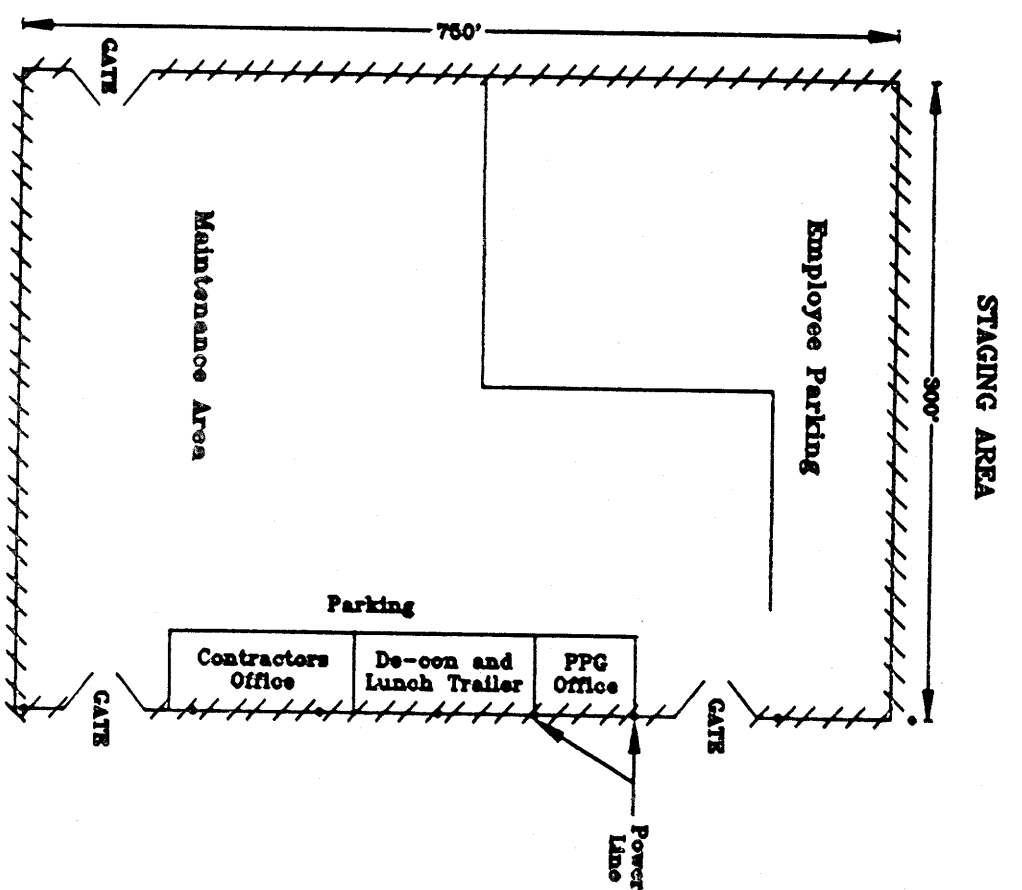 STAGING AREA
750'
300'
GATE
Maintenance Area
Employee Parking
Parking
Contractors
Office
De-con and
Lunch Trailer
PPG
Office
GATE
GATE
Power
Line